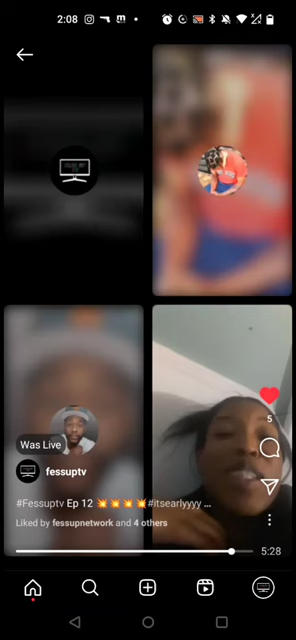 2:08
Was Live
fessuptv
#Fessuptv Ep 12 💥💥💥💥#itsearlyyyy ...
Liked by fessupnetwork and 4 others
5
5:28